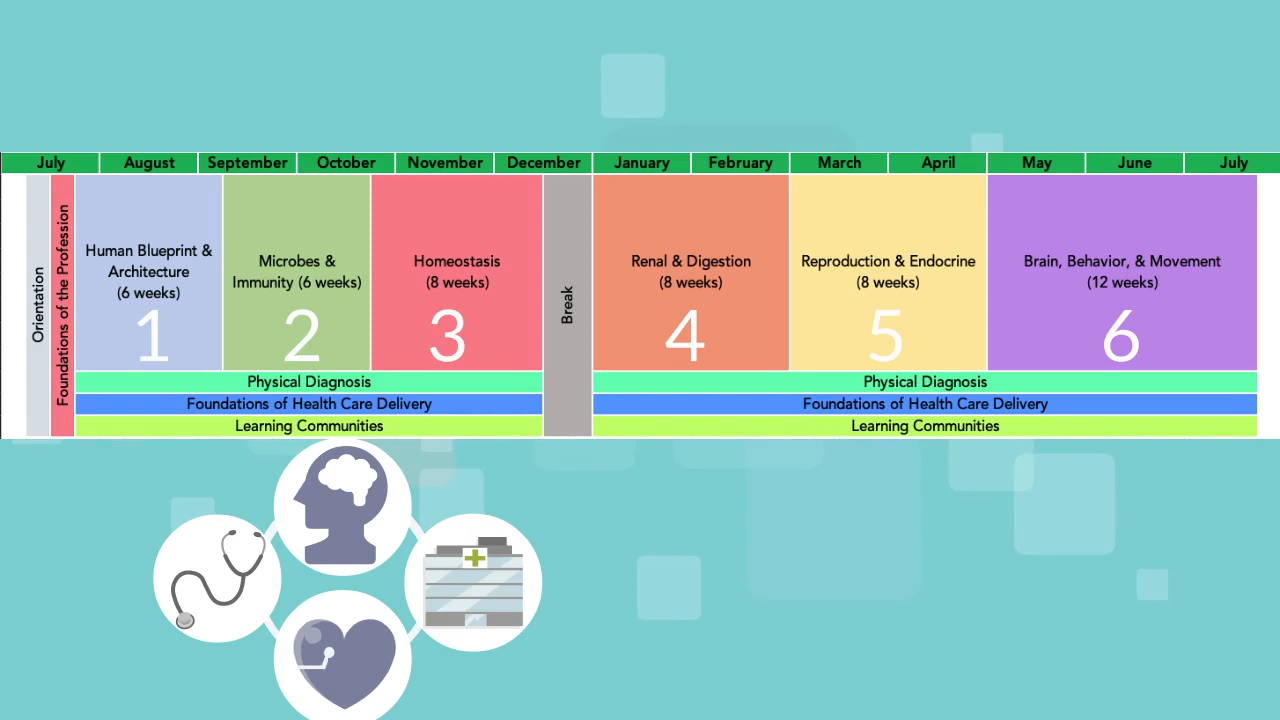 July
August
September
October
November
December
January
February
March
April
May
June
July
Orientation
Foundations of the Profession
Human Blueprint &
Architecture
(6 weeks)
1
Microbes &
Immunity (6 weeks)
2
Homeostasis
(8 weeks)
3
Break
Renal & Digestion
(8 weeks)
4
Reproduction & Endocrine
(8 weeks)
5
Brain, Behavior, & Movement
(12 weeks)
6
Physical Diagnosis
Physical Diagnosis
Foundations of Health Care Delivery
Foundations of Health Care Delivery
Learning Communities
Learning Communities